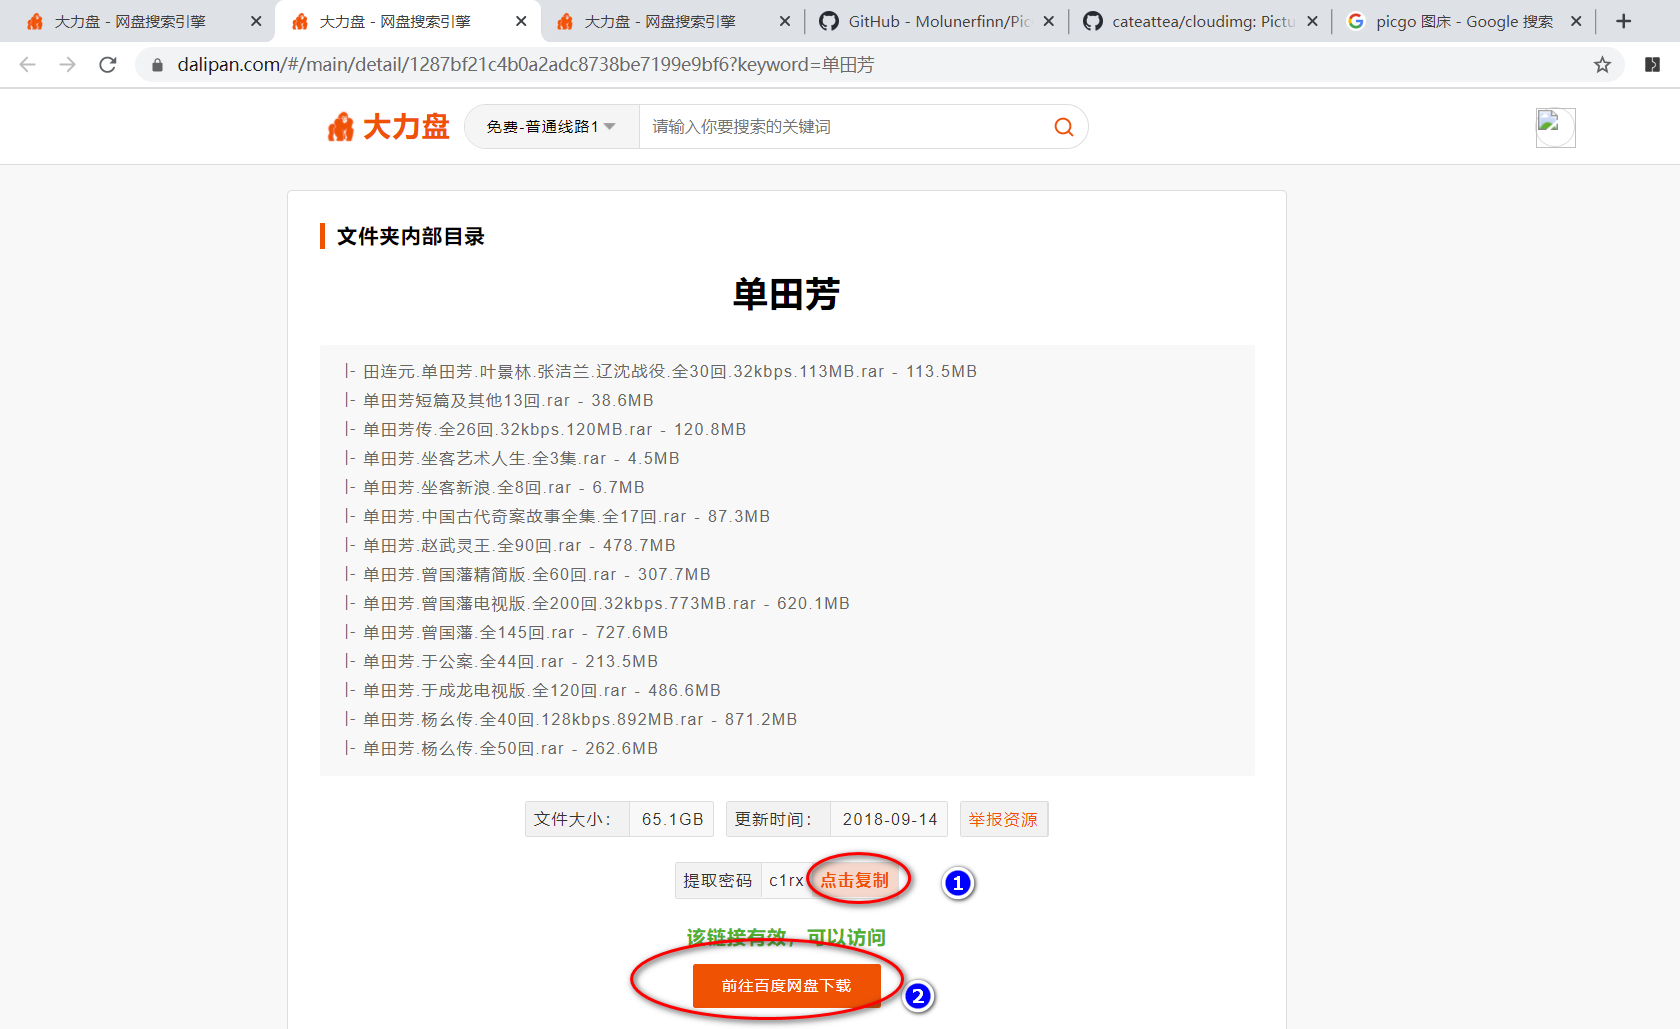 大力盘 - 网盘搜索引擎
大力盘 - 网盘搜索引擎
大力盘 - 网盘搜索引擎
GitHub - Molunerfinn/Pic
cateattea/cloudimg: Pictu
picgo 图床 - Google 搜索
dalipan.com/#/main/detail/1287bf21c4b0a2adc8738be7199e9bf6?keyword=单田芳
大力盘
免费-普通线路1
请输入你要搜索的关键词
文件夹内部目录
单田芳
|- 田连元.单田芳.叶景林.张洁兰.辽沈战役.全30回.32kbps.113MB.rar - 113.5MB
|- 单田芳短篇及其他13回.rar - 38.6MB
|- 单田芳传.全26回.32kbps.120MB.rar - 120.8MB
|- 单田芳.坐客艺术人生.全3集.rar - 4.5MB
|- 单田芳.坐客新浪.全8回.rar - 6.7MB
|- 单田芳.中国古代奇案故事全集.全17回.rar - 87.3MB
|- 单田芳.赵武灵王.全90回.rar - 478.7MB
|- 单田芳.曾国藩精简版.全60回.rar - 307.7MB
|- 单田芳.曾国藩电视版.全200回.32kbps.773MB.rar - 620.1MB
|- 单田芳.曾国藩.全145回.rar - 727.6MB
|- 单田芳.于公案.全44回.rar - 213.5MB
|- 单田芳.于成龙电视版.全120回.rar - 486.6MB
|- 单田芳.杨幺传.全40回.128kbps.892MB.rar - 871.2MB
|- 单田芳.杨么传.全50回.rar - 262.6MB
文件大小： 65.1GB 更新时间： 2018-09-14 举报资源
提取密码 c1rx 点击复制 1
该链接有效，可以访问
前往百度网盘下载 2